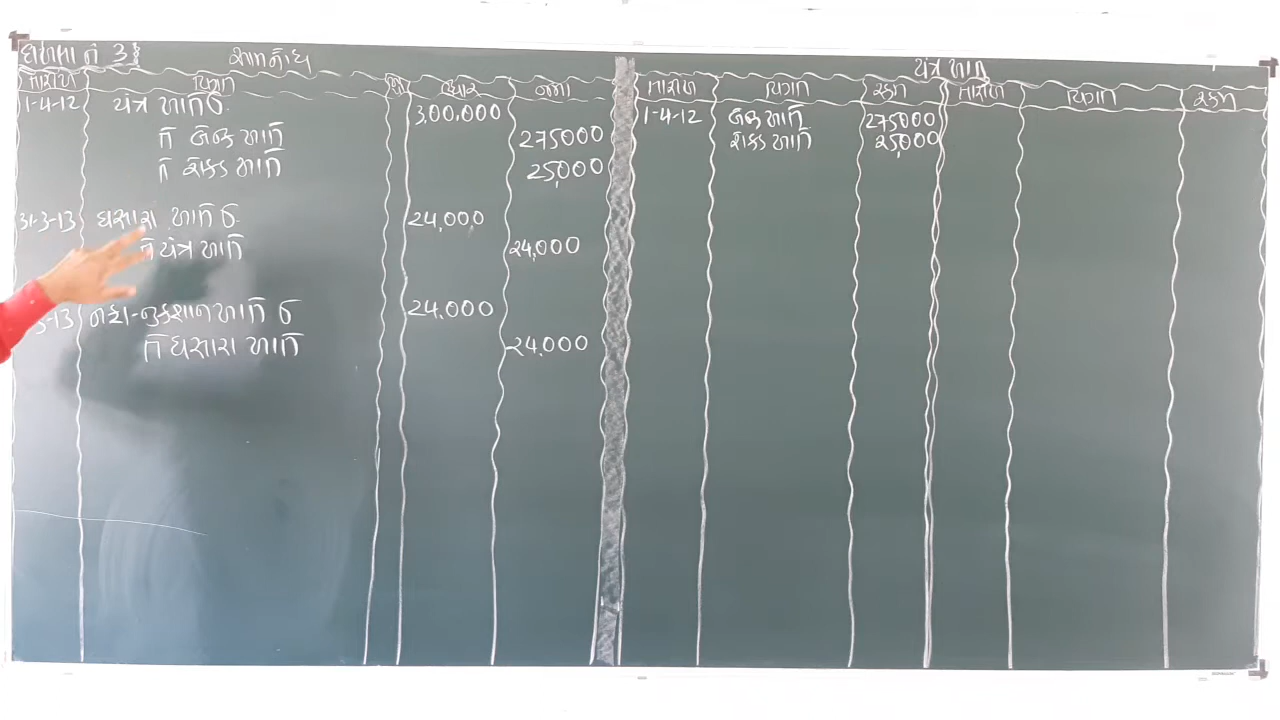 દાખલા નં 3
આમનોંધ
તારીખ વિગત ઉધાર જમા
1-4-12 યંત્ર ખાતે ઉ. 3,00,000
તે બેન્ક ખાતે 275000
તે રોકડ ખાતે 25,000
31-3-13 ઘસારા ખાતે ઉ. 24,000
તે યંત્ર ખાતે 24,000
3-13 નફા-નુકશાન ખાતે ઉ 24,000
તે ઘસારા ખાતે 24,000
યંત્ર ખાતુ
તારીખ વિગત રકમ તારીખ વિગત રકમ
1-4-12 બેન્ક ખાતે 275000
રોકડ ખાતે 25,000